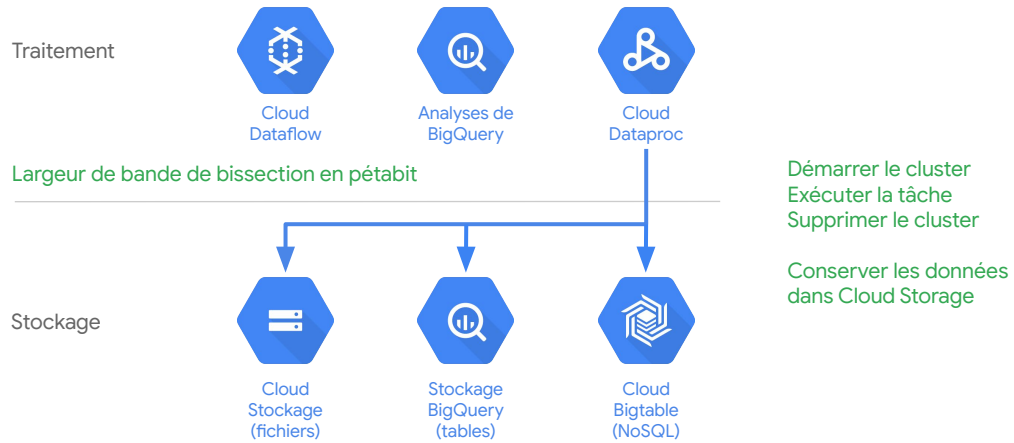 Traitement
Cloud
Dataflow
Analyses de
BigQuery
Cloud
Dataproc
Largeur de bande de bissection en pétabit
Démarrer le cluster
Exécuter la tâche
Supprimer le cluster
Conserver les données
dans Cloud Storage
Stockage
Cloud
Stockage
(fichiers)
Stockage
BigQuery
(tables)
Cloud
Bigtable
(NoSQL)